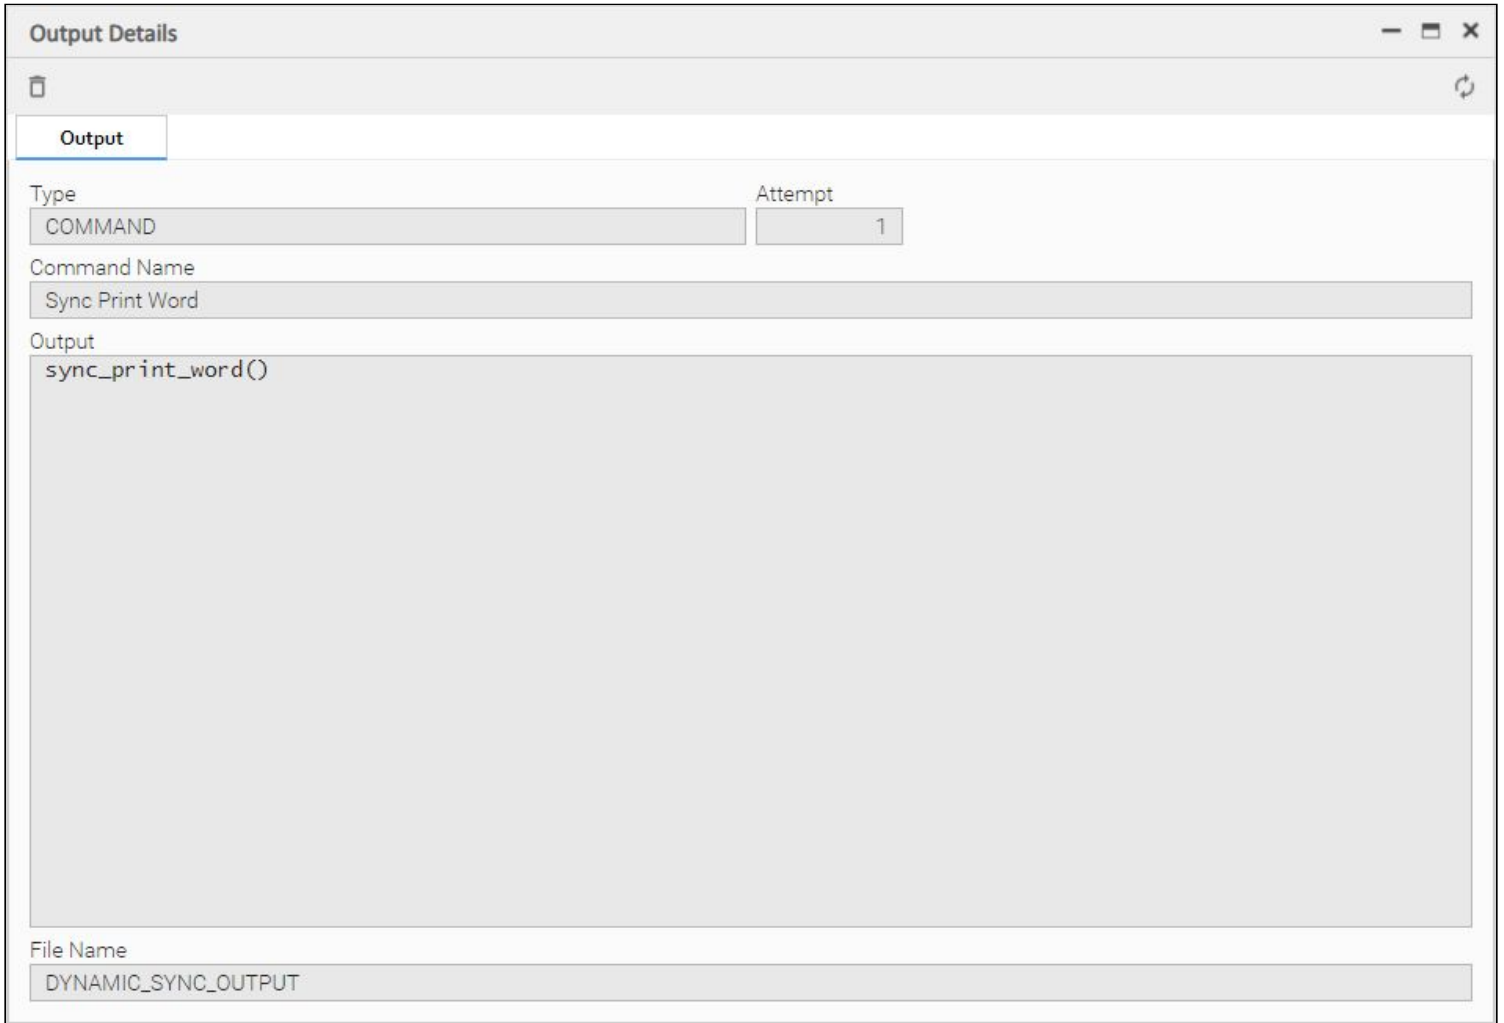 Output Details
Output
Type Attempt
COMMAND 1
Command Name
Sync Print Word
Output
sync_print_word()
File Name
DYNAMIC_SYNC_OUTPUT